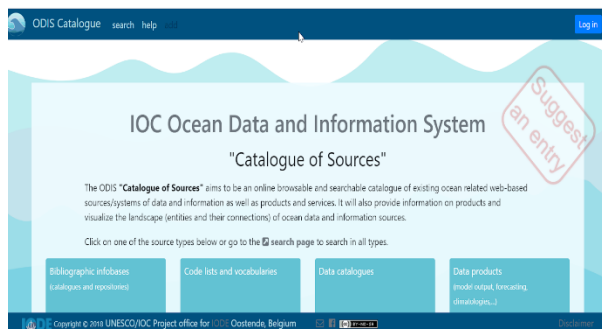 ODIS Catalogue search help add Log in
Suggest
an entry
IOC Ocean Data and Information System
"Catalogue of Sources"
The ODIS "Catalogue of Sources" aims to be an online browsable and searchable catalogue of existing ocean related web-based
sources/systems of data and information as well as products and services. It will also provide information on products and
visualize the landscape (entities and their connections) of ocean data and information sources.
Click on one of the source types below or go to the search page to search in all types.
Bibliographic infobases Code lists and vocabularies Data catalogues Data products
(catalogues and repositories) (model output, forecasting,
climatologies,...)
IODE Copyright © 2018 UNESCO/IOC Project office for IODE Oostende, Belgium Disclaimer